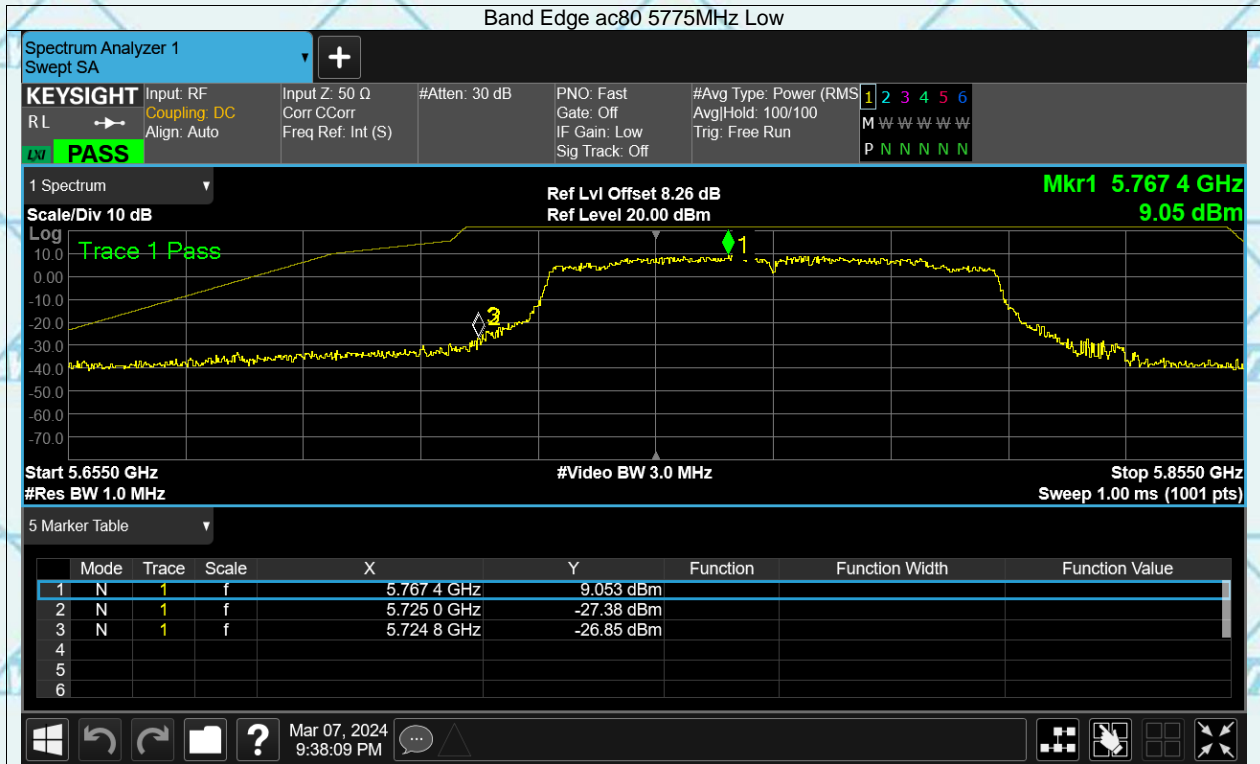 Band Edge ac80 5775MHz Low
Spectrum Analyzer 1
Swept SA
+
KEYSIGHT Input: RF Input Z: 50 Ω #Atten: 30 dB PNO: Fast #Avg Type: Power (RMS 1 2 3 4 5 6
RL Coupling: DC Corr CCorr Gate: Off Avg|Hold: 100/100 M W W W W W
Align: Auto Freq Ref: Int (S) IF Gain: Low Trig: Free Run
LXI PASS Sig Track: Off P N N N N N
1 Spectrum
Scale/Div 10 dB
Ref Lvl Offset 8.26 dB
Ref Level 20.00 dBm
Mkr1 5.767 4 GHz
9.05 dBm
Log
Trace 1 Pass
10.0
0.00
-10.0
-20.0
-30.0
-40.0
-50.0
-60.0
-70.0
1
3
Start 5.6550 GHz #Video BW 3.0 MHz Stop 5.8550 GHz
#Res BW 1.0 MHz Sweep 1.00 ms (1001 pts)
5 Marker Table
Mode Trace Scale X Y Function Function Width Function Value
1 N 1 f 5.767 4 GHz 9.053 dBm
2 N 1 f 5.725 0 GHz -27.38 dBm
3 N 1 f 5.724 8 GHz -26.85 dBm
4
5
6
?
Mar 07, 2024
9:38:09 PM